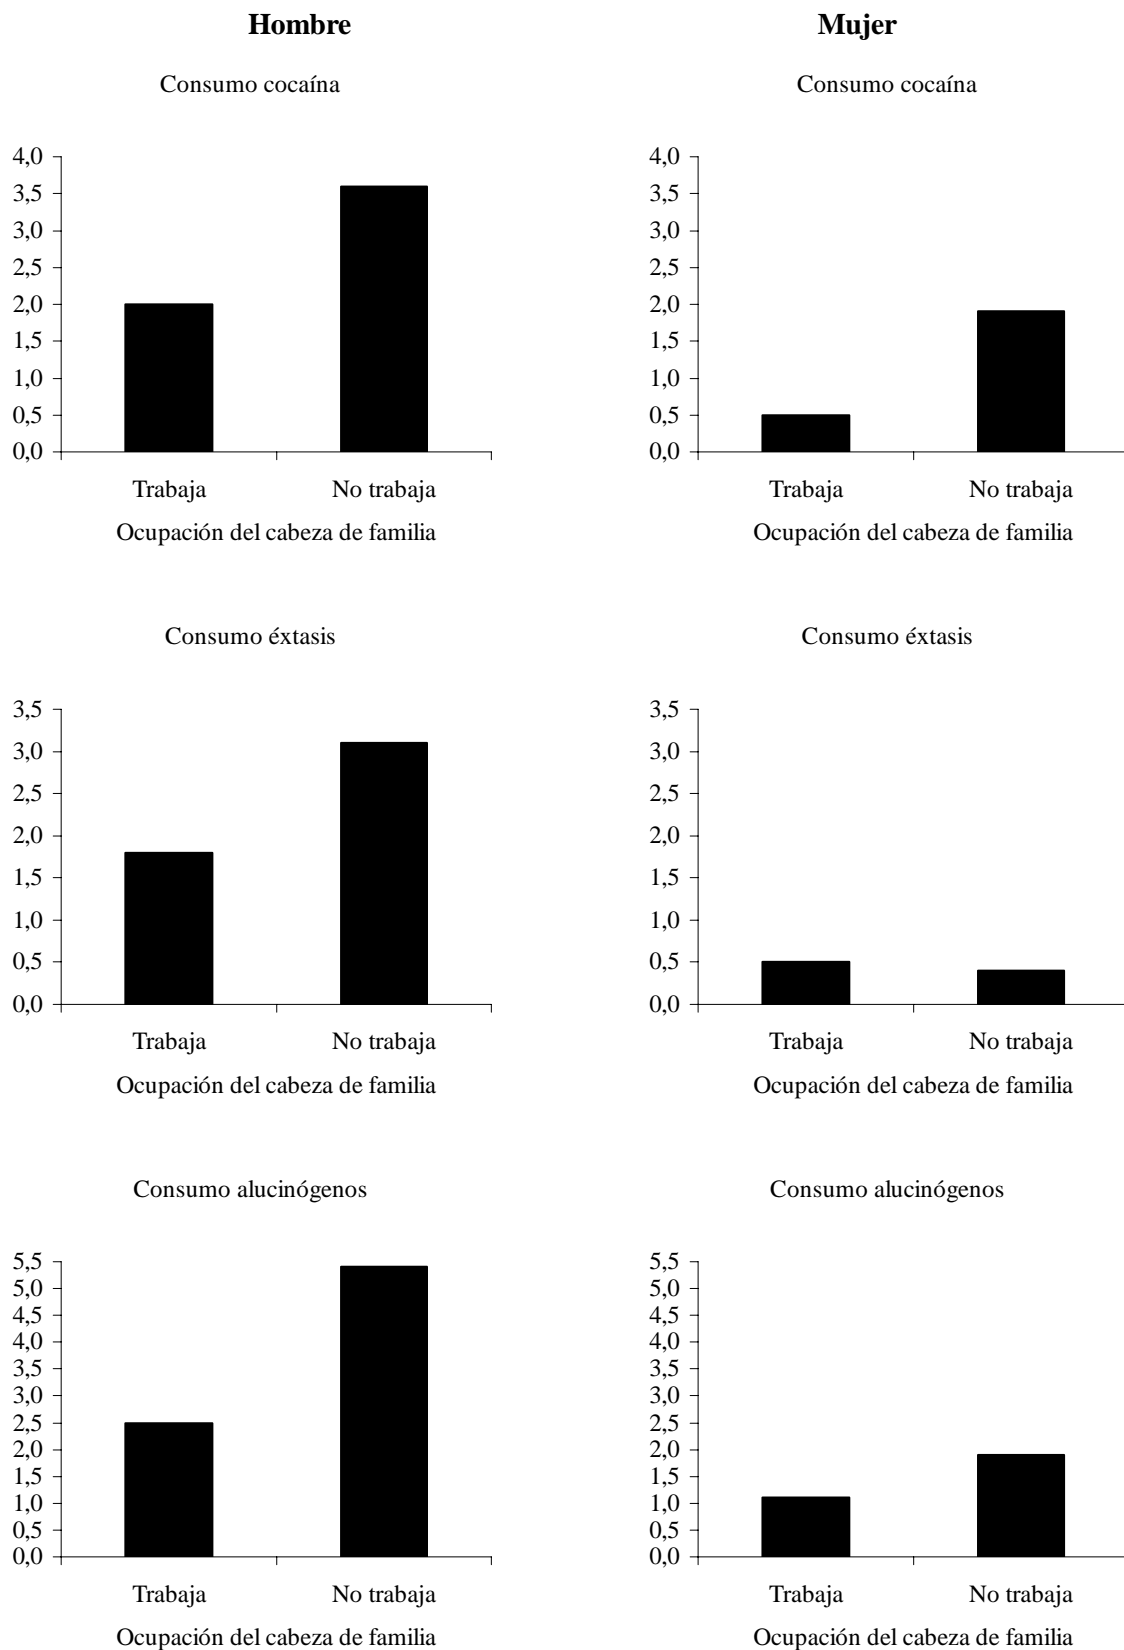 Hombre
Mujer
Consumo cocaína
Consumo cocaína
4,0
3,5
3,0
2,5
2,0
1,5
1,0
0,5
0,0
Trabaja No trabaja
Ocupación del cabeza de familia
4,0
3,5
3,0
2,5
2,0
1,5
1,0
0,5
0,0
Trabaja No trabaja
Ocupación del cabeza de familia
Consumo éxtasis
Consumo éxtasis
3,5
3,0
2,5
2,0
1,5
1,0
0,5
0,0
Trabaja No trabaja
Ocupación del cabeza de familia
3,5
3,0
2,5
2,0
1,5
1,0
0,5
0,0
Trabaja No trabaja
Ocupación del cabeza de familia
Consumo alucinógenos
Consumo alucinógenos
5,5
5,0
4,5
4,0
3,5
3,0
2,5
2,0
1,5
1,0
0,5
0,0
Trabaja No trabaja
Ocupación del cabeza de familia
5,5
5,0
4,5
4,0
3,5
3,0
2,5
2,0
1,5
1,0
0,5
0,0
Trabaja No trabaja
Ocupación del cabeza de familia